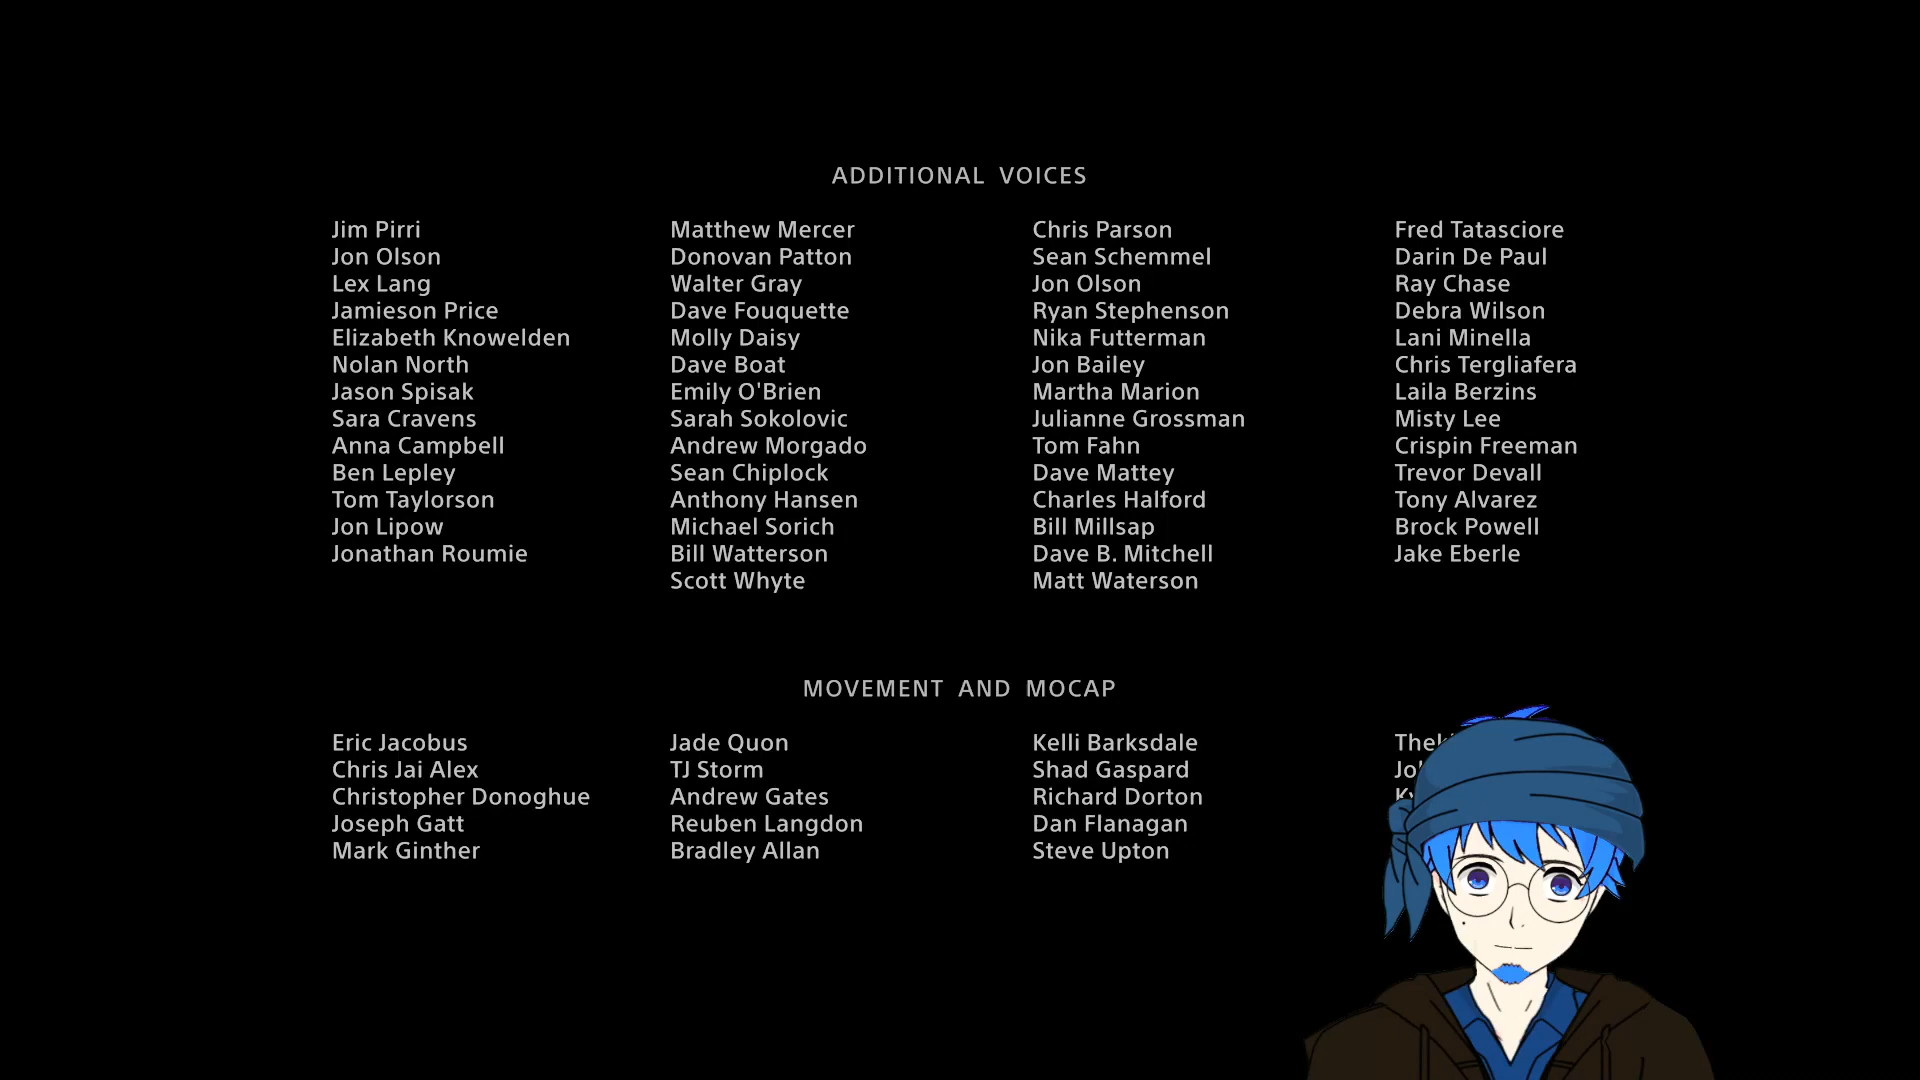 ADDITIONAL VOICES
Jim Pirri
Jon Olson
Lex Lang
Jamieson Price
Elizabeth Knowelden
Nolan North
Jason Spisak
Sara Cravens
Anna Campbell
Ben Lepley
Tom Taylorson
Jon Lipow
Jonathan Roumie
Matthew Mercer
Donovan Patton
Walter Gray
Dave Fouquette
Molly Daisy
Dave Boat
Emily O'Brien
Sarah Sokolovic
Andrew Morgado
Sean Chiplock
Anthony Hansen
Michael Sorich
Bill Watterson
Scott Whyte
Chris Parson
Sean Schemmel
Jon Olson
Ryan Stephenson
Nika Futterman
Jon Bailey
Martha Marion
Julianne Grossman
Tom Fahn
Dave Mattey
Charles Halford
Bill Millsap
Dave B. Mitchell
Matt Waterson
Fred Tatasciore
Darin De Paul
Ray Chase
Debra Wilson
Lani Minella
Chris Tergliafera
Laila Berzins
Misty Lee
Crispin Freeman
Trevor Devall
Tony Alvarez
Brock Powell
Jake Eberle
MOVEMENT AND MOCAP
Eric Jacobus
Chris Jai Alex
Christopher Donoghue
Joseph Gatt
Mark Ginther
Jade Quon
TJ Storm
Andrew Gates
Reuben Langdon
Bradley Allan
Kelli Barksdale
Shad Gaspard
Richard Dorton
Dan Flanagan
Steve Upton